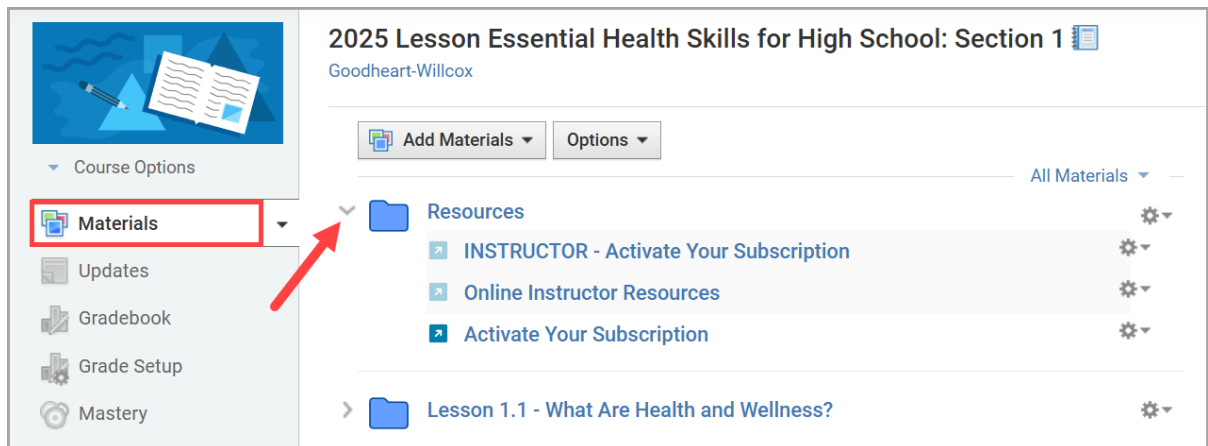 2025 Lesson Essential Health Skills for High School: Section 1
Goodheart-Willcox
Add Materials
Options
Course Options
All Materials
Materials
Resources
INSTRUCTOR - Activate Your Subscription
Updates
Online Instructor Resources
Gradebook
Activate Your Subscription
Grade Setup
Mastery
Lesson 1.1 - What Are Health and Wellness?